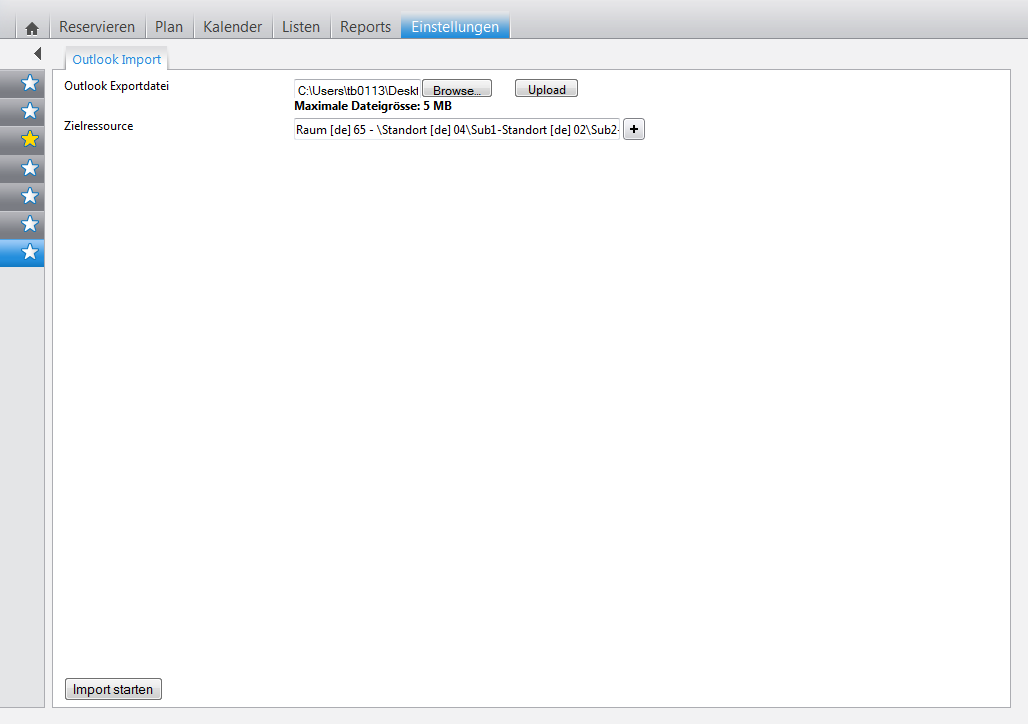 Reservieren Plan Kalender Listen Reports Einstellungen
Outlook Import
Outlook Exportdatei C:\Users\tb0113\Deskt Browse... Upload
Maximale Dateigrösse: 5 MB
Zielressource Raum [de] 65 - \Standort [de] 04\Sub1-Standort [de] 02\Sub2- +
Import starten